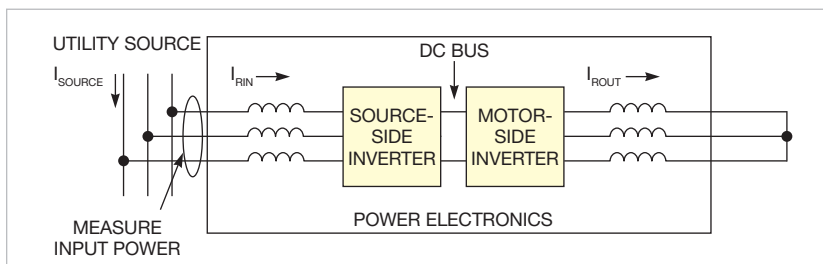 UTILITY SOURCE
DC BUS
ISOURCE
IRIN
IROUT
SOURCE-
SIDE
INVERTER
MOTOR-
SIDE
INVERTER
MEASURE
INPUT POWER
POWER ELECTRONICS